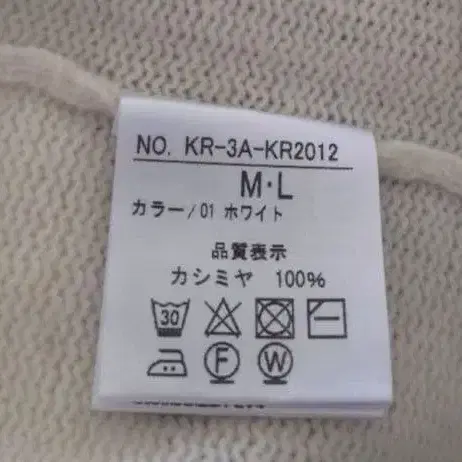 NO. KR-3A-KR2012
M·L
カラー/01 ホワイト
品質表示
カシミヤ 100%
30
F W